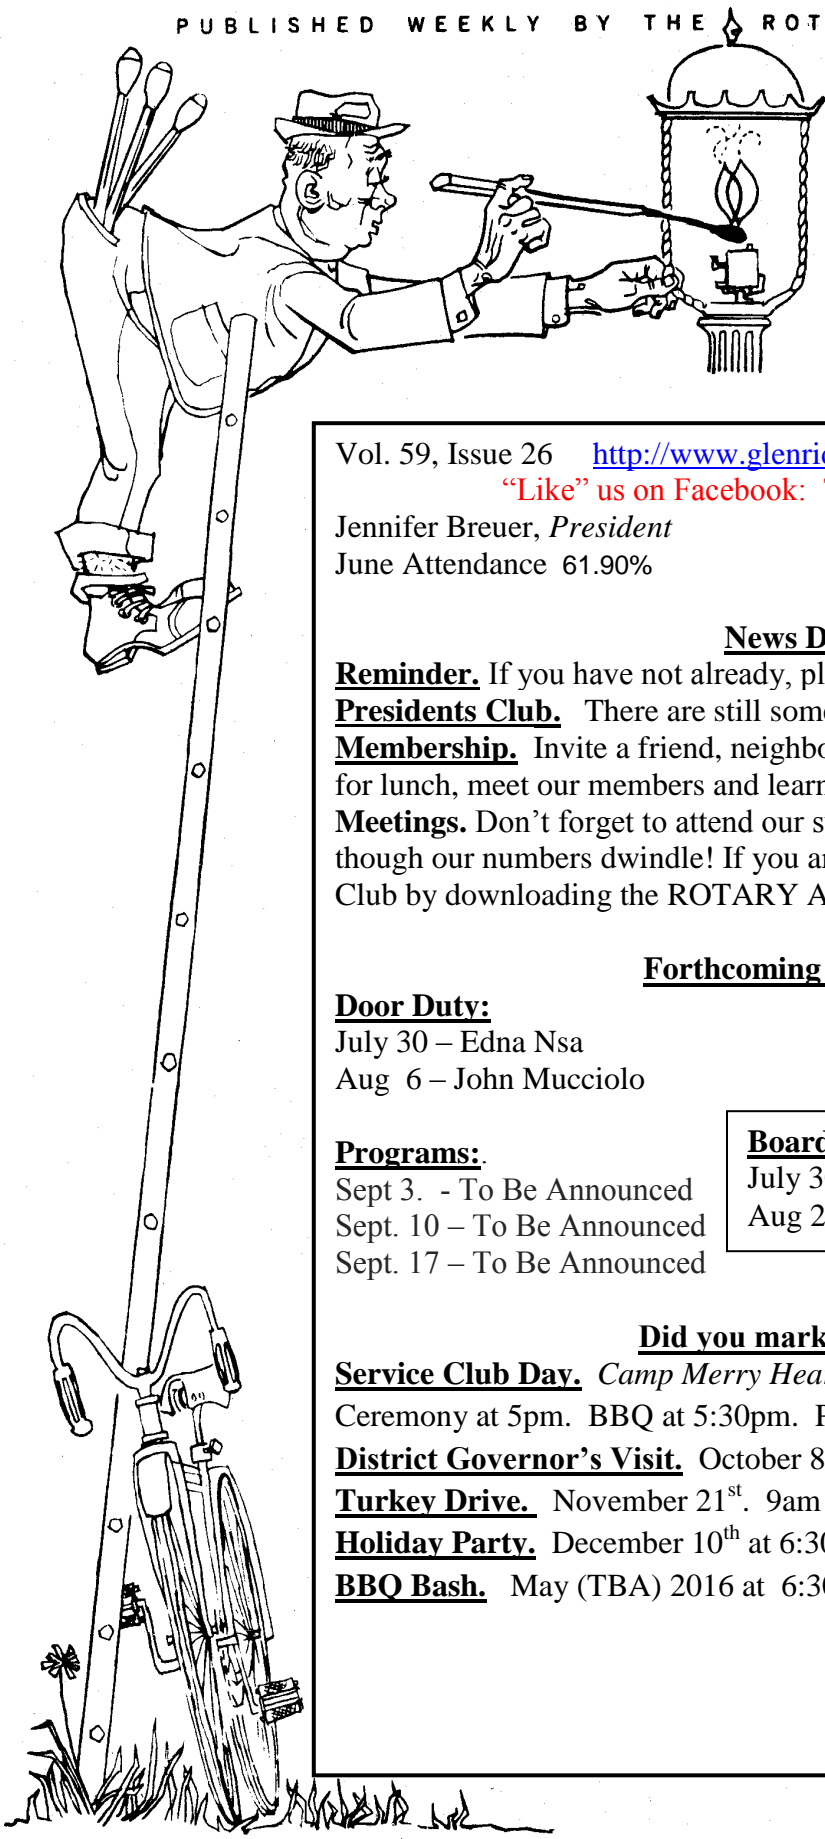 PUBLISHED WEEKLY BY THE ROT
Vol. 59, Issue 26 http://www.glenri
“Like” us on Facebook:
Jennifer Breuer, President
June Attendance 61.90%
News D
Reminder. If you have not already, pl
Presidents Club. There are still som
Membership. Invite a friend, neighbo
for lunch, meet our members and learn
Meetings. Don’t forget to attend our s
though our numbers dwindle! If you a
Club by downloading the ROTARY A
Forthcoming
Door Duty:
July 30 – Edna Nsa
Aug 6 – John Mucciolo
Programs:.
Sept 3. - To Be Announced
Sept. 10 – To Be Announced
Sept. 17 – To Be Announced
Board
July 3
Aug 2
Did you mark
Service Club Day. Camp Merry Hea
Ceremony at 5pm. BBQ at 5:30pm. P
District Governor’s Visit. October 8
Turkey Drive. November 21st. 9am
Holiday Party. December 10th at 6:30
BBQ Bash. May (TBA) 2016 at 6:30